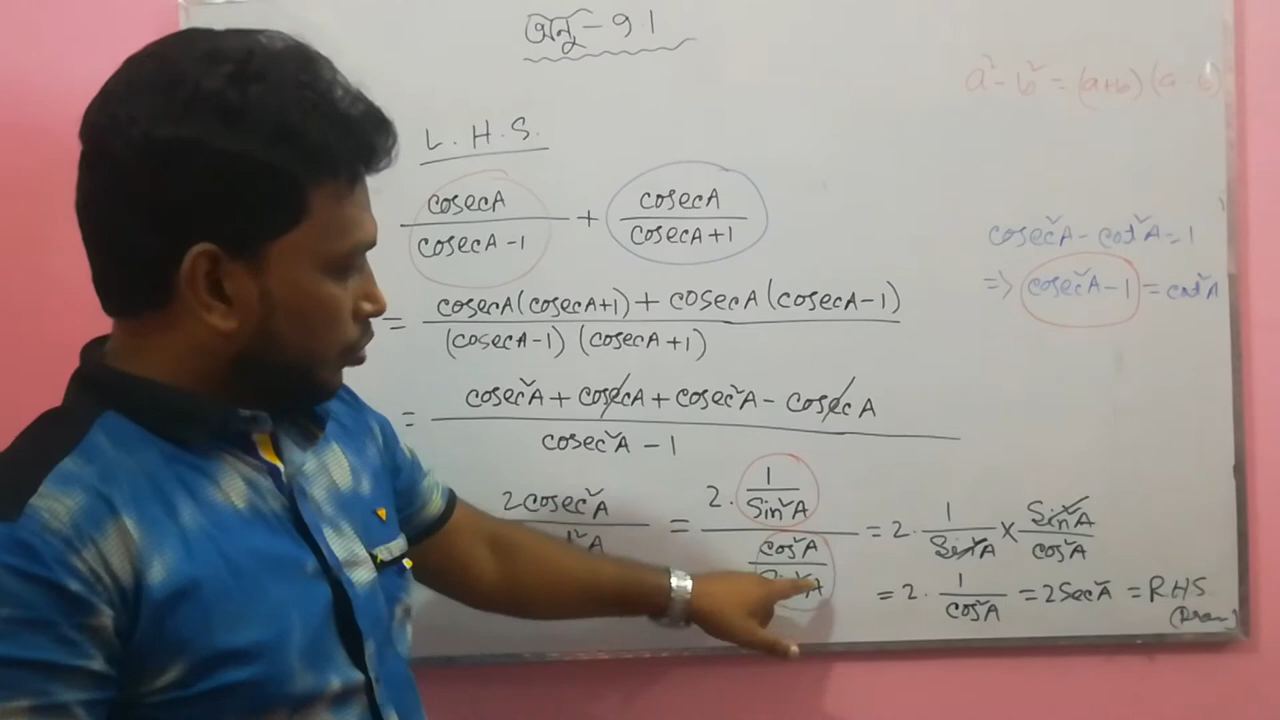 অনু - ৭১
a² - b² = (a+b) (a - b)
L. H. S.
cosecA / cosecA - 1 + cosecA / cosecA + 1
cosec²A - cot²A = 1
⇒ cosec²A - 1 = cot²A
= cosecA (cosecA+1) + cosecA (cosecA - 1) / (cosecA - 1) (cosecA + 1)
= cosec²A + cosecA + cosec²A - cosecA / cosec²A - 1
2cosec²A / t²A = 2 . 1/Sin²A / cos²A/Sin²A = 2 . 1/Sin²A × Sin²A/cos²A
= 2 . 1/cos²A = 2Sec²A = RHS